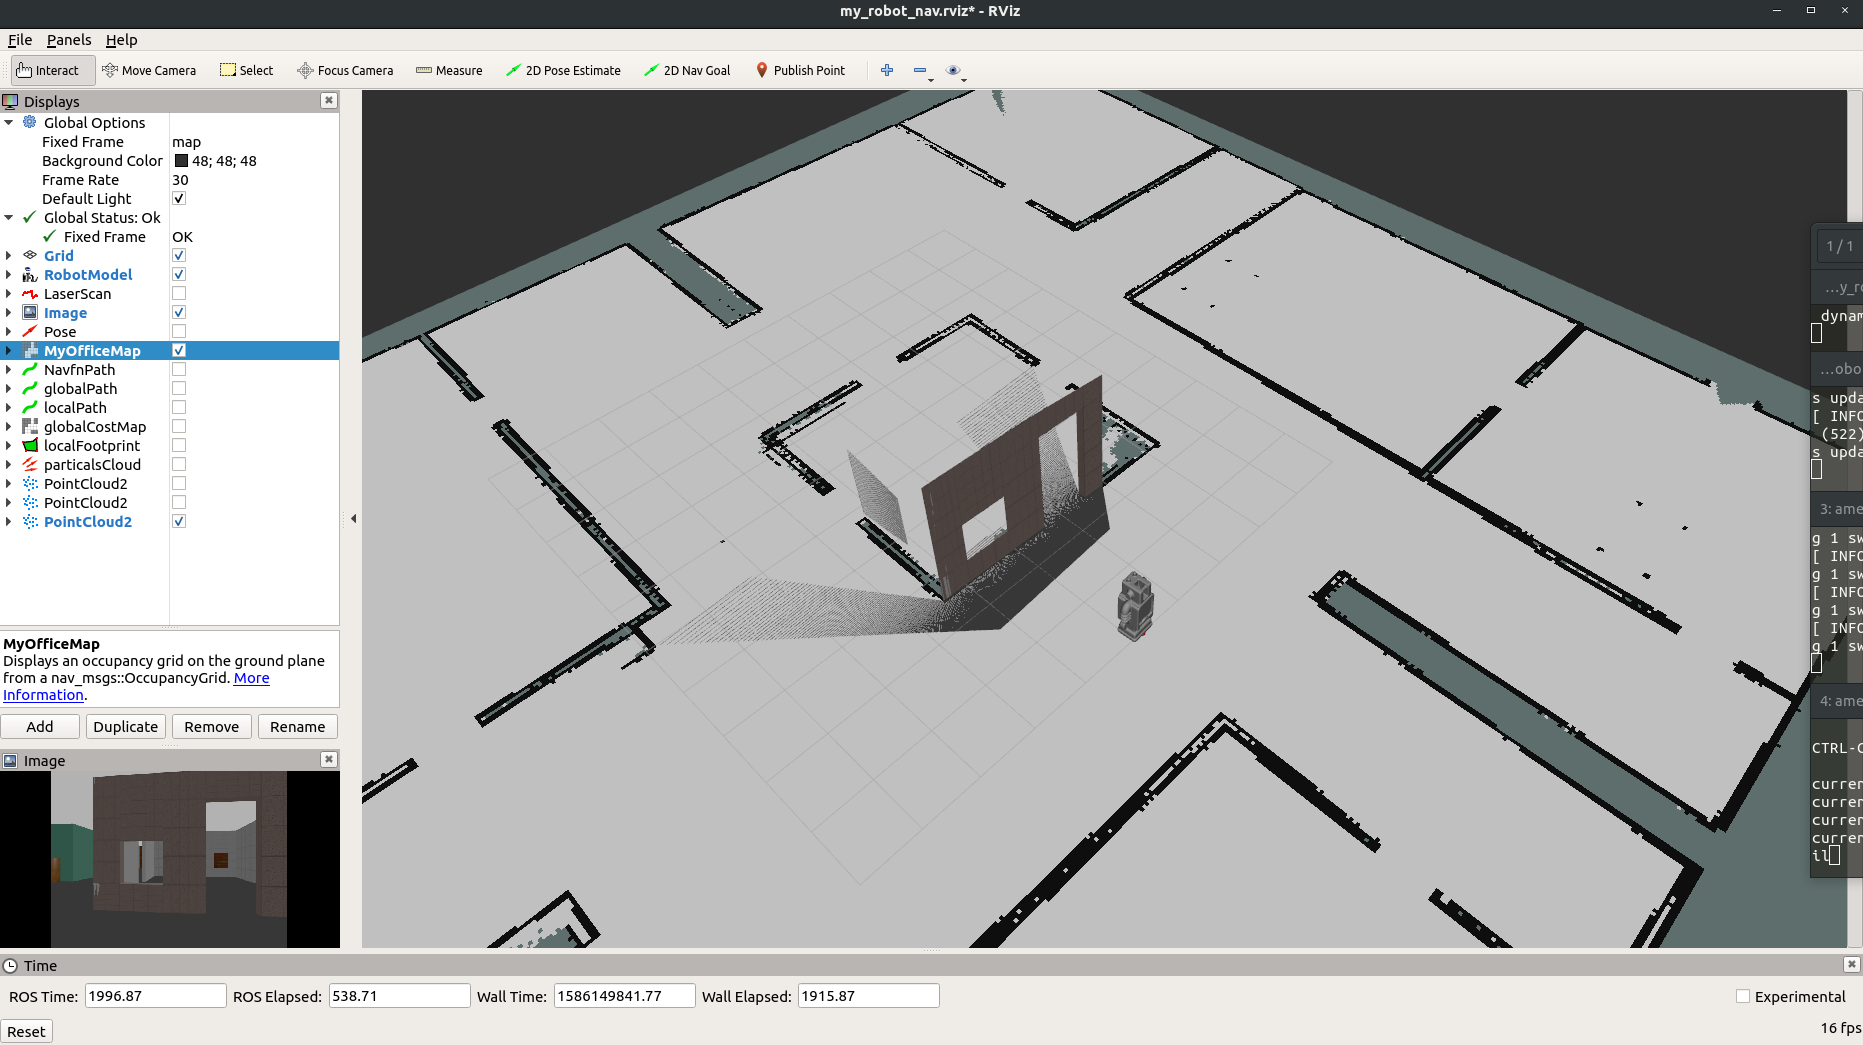 my_robot_nav.rviz* - RViz
File Panels Help
Interact Move Camera Select Focus Camera Measure 2D Pose Estimate 2D Nav Goal Publish Point
Displays
Global Options
Fixed Frame map
Background Color 48; 48; 48
Frame Rate 30
Default Light
Global Status: Ok
Fixed Frame OK
Grid
RobotModel
LaserScan
Image
Pose
MyOfficeMap
NavfnPath
globalPath
localPath
globalCostMap
localFootprint
particalsCloud
PointCloud2
PointCloud2
PointCloud2
MyOfficeMap
Displays an occupancy grid on the ground plane
from a nav_msgs::OccupancyGrid. More
Information.
Add Duplicate Remove Rename
Image
1 / 1
...y_ro
dynam
...obo
s upda
[ INFO
(522)
s upda
3: ame
g 1 sw
[ INFO
g 1 sw
[ INFO
g 1 sw
[ INFO
g 1 sw
4: ame
CTRL-C
curren
curren
curren
curren
il
Time
ROS Time: 1996.87 ROS Elapsed: 538.71 Wall Time: 1586149841.77 Wall Elapsed: 1915.87 Experimental
Reset 16 fps